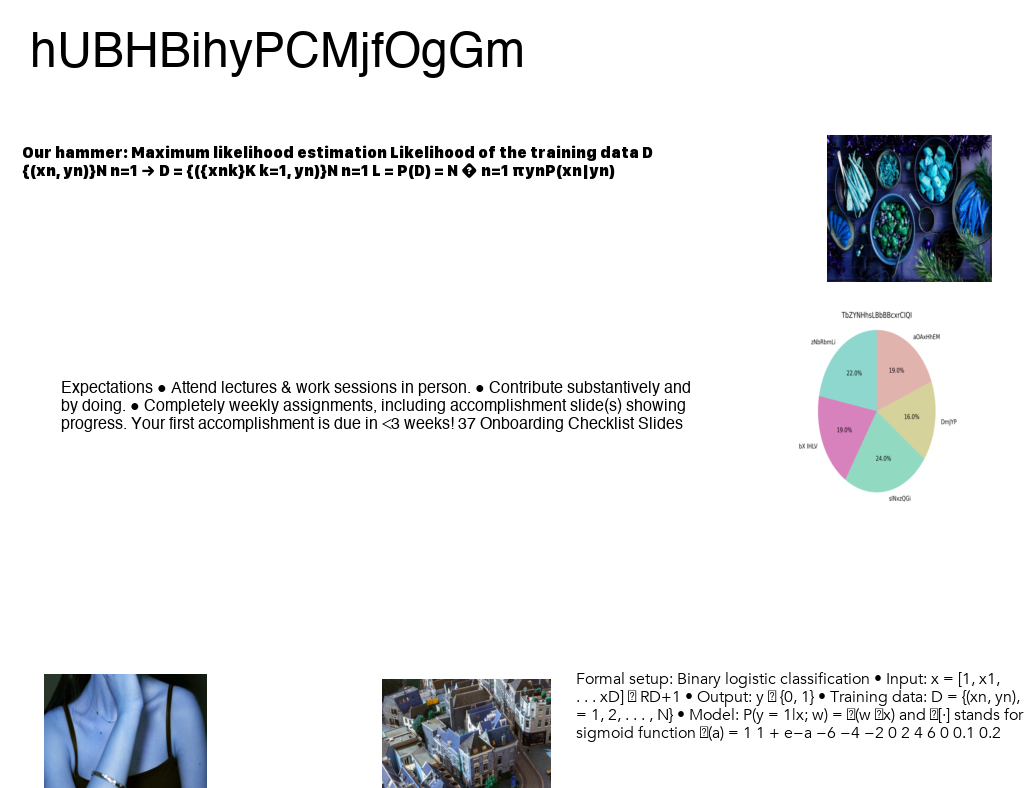 hUBHBihyPCMjfOgGm
Our hammer: Maximum likelihood estimation Likelihood of the training data D
{(xn, yn)}N n=1 → D = {({xnk}K k=1, yn)}N n=1 L = P(D) = N � n=1 πynP(xn|yn)
TbZYNHhsLBbBBcxrClQl
zNbRbmLi
aOAxHhEM
22.0%
19.0%
16.0%
DmJYP
19.0%
bX IHLV
24.0%
slNxzQGi
Expectations ● Attend lectures & work sessions in person. ● Contribute substantively and
by doing. ● Completely weekly assignments, including accomplishment slide(s) showing
progress. Your first accomplishment is due in <3 weeks! 37 Onboarding Checklist Slides
Formal setup: Binary logistic classification • Input: x = [1, x1,
. . . xD] RD+1 • Output: y {0, 1} • Training data: D = {(xn, yn),
= 1, 2, . . . , N} • Model: P(y = 1|x; w) = (w x) and [·] stands for
sigmoid function (a) = 1 1 + e−a −6 −4 −2 0 2 4 6 0 0.1 0.2